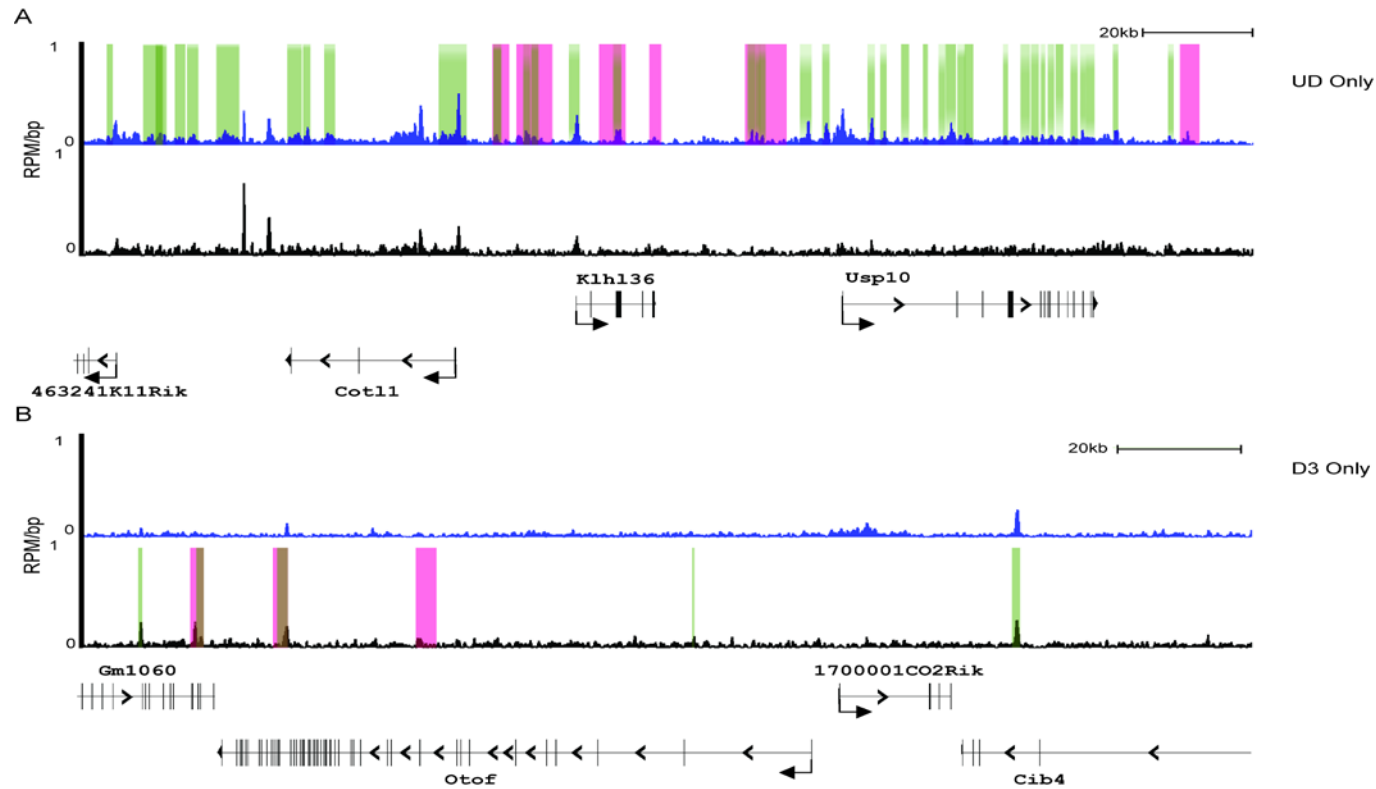 A
20kb
1
UD Only
0
1
RPM/bp
0
Klhl36
Usp10
463241K11Rik
Cotl1
B
1
20kb
D3 Only
0
1
RPM/bp
0
Gm1060
1700001CO2Rik
Otof
Cib4